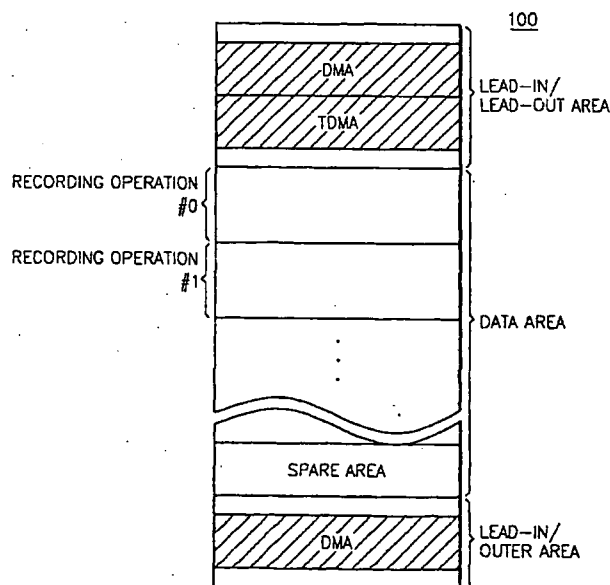 100
DMA
TDMA
LEAD-IN/
LEAD-OUT AREA
RECORDING OPERATION
#0
RECORDING OPERATION
#1
DATA AREA
SPARE AREA
DMA
LEAD-IN/
OUTER AREA